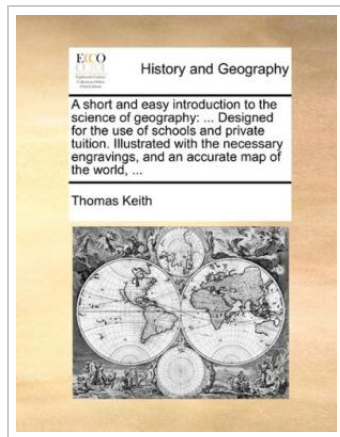 ECCO
History and Geography
A short and easy introduction to the
science of geography: ... Designed
for the use of schools and private
tuition. Illustrated with the necessary
engravings, and an accurate map of
the world, ...
Thomas Keith